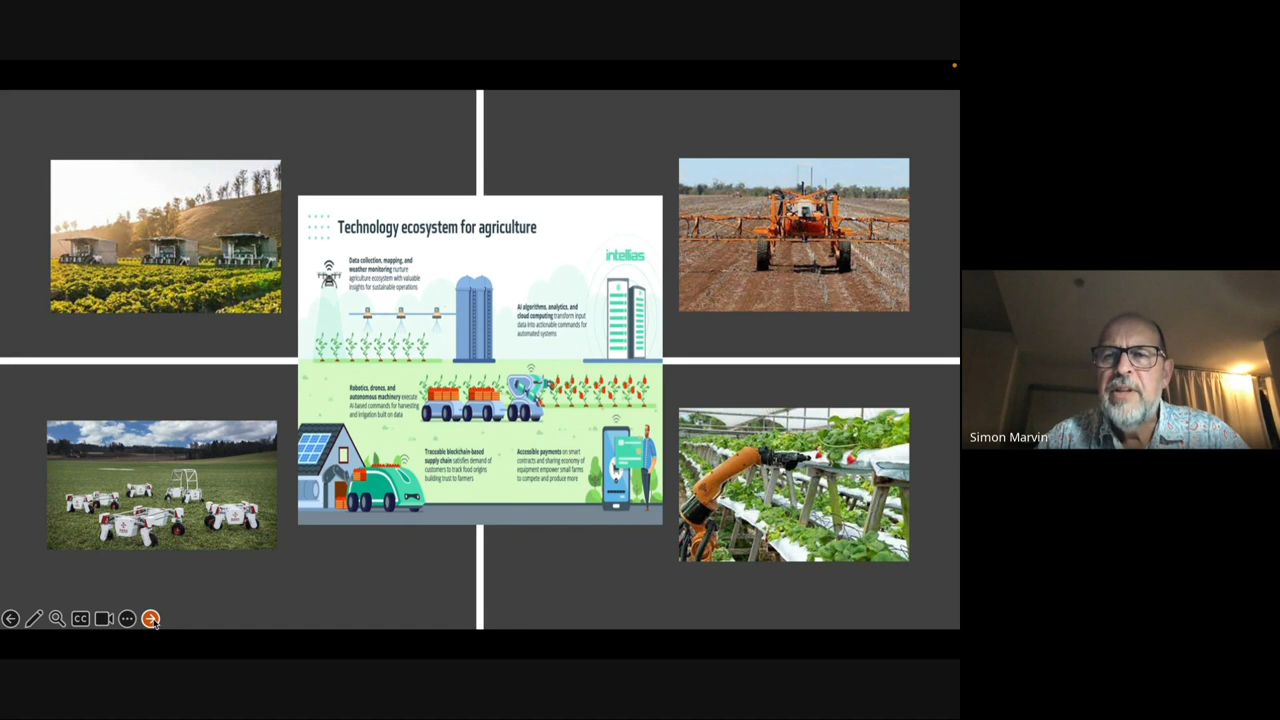 Technology ecosystem for agriculture
intellias
Data collection, mapping, and
weather monitoring nurture
agriculture ecosystem with valuable
insights for sustainable operations
AI algorithms, analytics, and
cloud computing transform input
data into actionable commands for
automated systems
Robotics, drones, and
autonomous machinery execute
AI-based commands for harvesting
and irrigation built on data
Traceable blockchain-based
supply chain satisfies demand of
customers to track food origins
building trust to farmers
Accessible payments on smart
contracts and sharing economy of
equipment empower small farms
to compete and produce more
CC
Simon Marvin